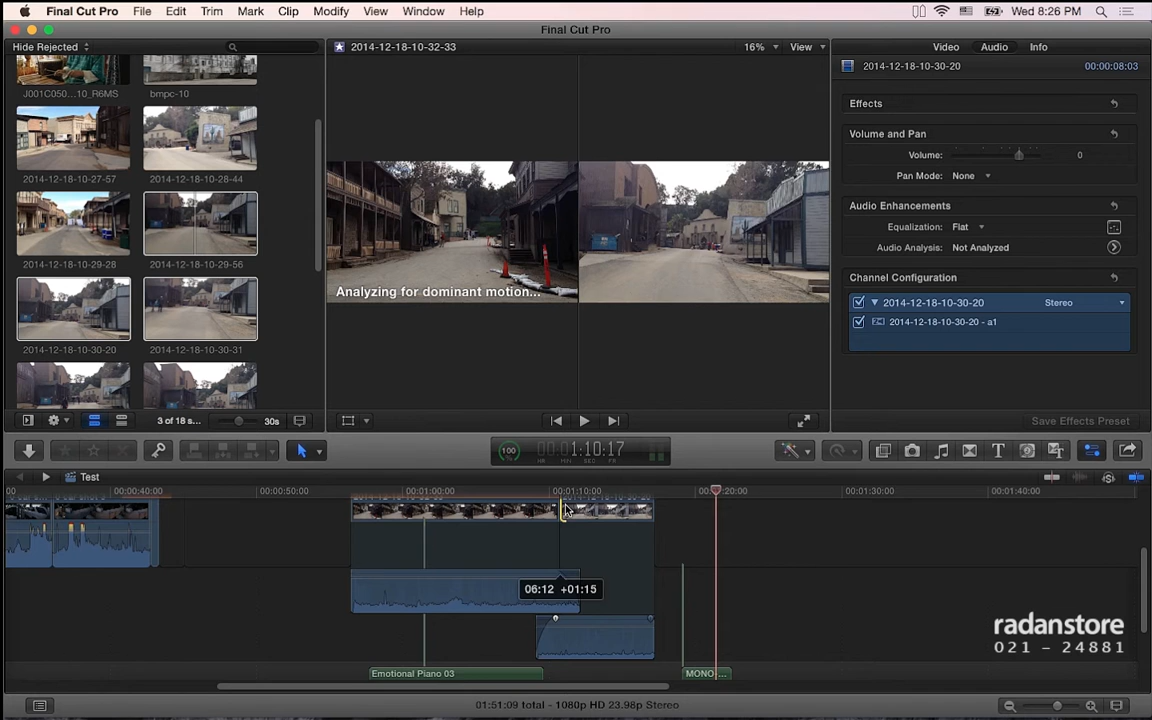 Final Cut Pro File Edit Trim Mark Clip Modify View Window Help Wed 8:26 PM
Final Cut Pro
Hide Rejected
2014-12-18-10-32-33 16% View
Video Audio Info
J001C050...10_R6MS bmpc-10
2014-12-18-10-30-20 00:00:08:03
Effects
Volume and Pan
Volume: 0
Pan Mode: None
2014-12-18-10-27-57 2014-12-18-10-28-44
Audio Enhancements
Equalization: Flat
Audio Analysis: Not Analyzed
2014-12-18-10-29-28 2014-12-18-10-29-56
Channel Configuration
Analyzing for dominant motion...
2014-12-18-10-30-20 Stereo
2014-12-18-10-30-20 - a1
2014-12-18-10-30-20 2014-12-18-10-30-31
3 of 18 s... 30s
Save Effects Preset
100 1:10:17
HR MIN SEC FR
Test
00:00:40:00 00:00:50:00 00:01:00:00 00:01:10:00 00:01:30:00 00:01:40:00
06:12 +01:15
radanstore
021 - 24881
Emotional Piano 03 MONO...
01:51:09 total - 1080p HD 23.98p Stereo